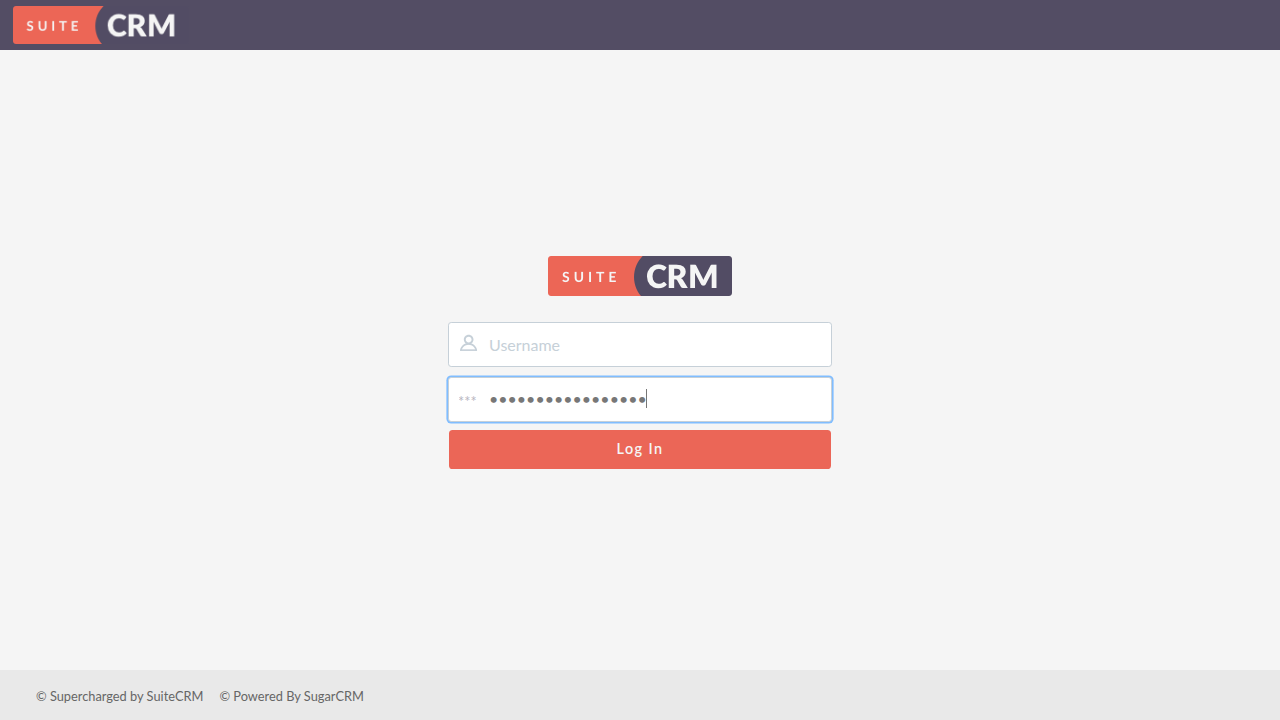 SUITE CRM
SUITE CRM
Username
•••••••••••••••••
Log In
© Supercharged by SuiteCRM © Powered By SugarCRM